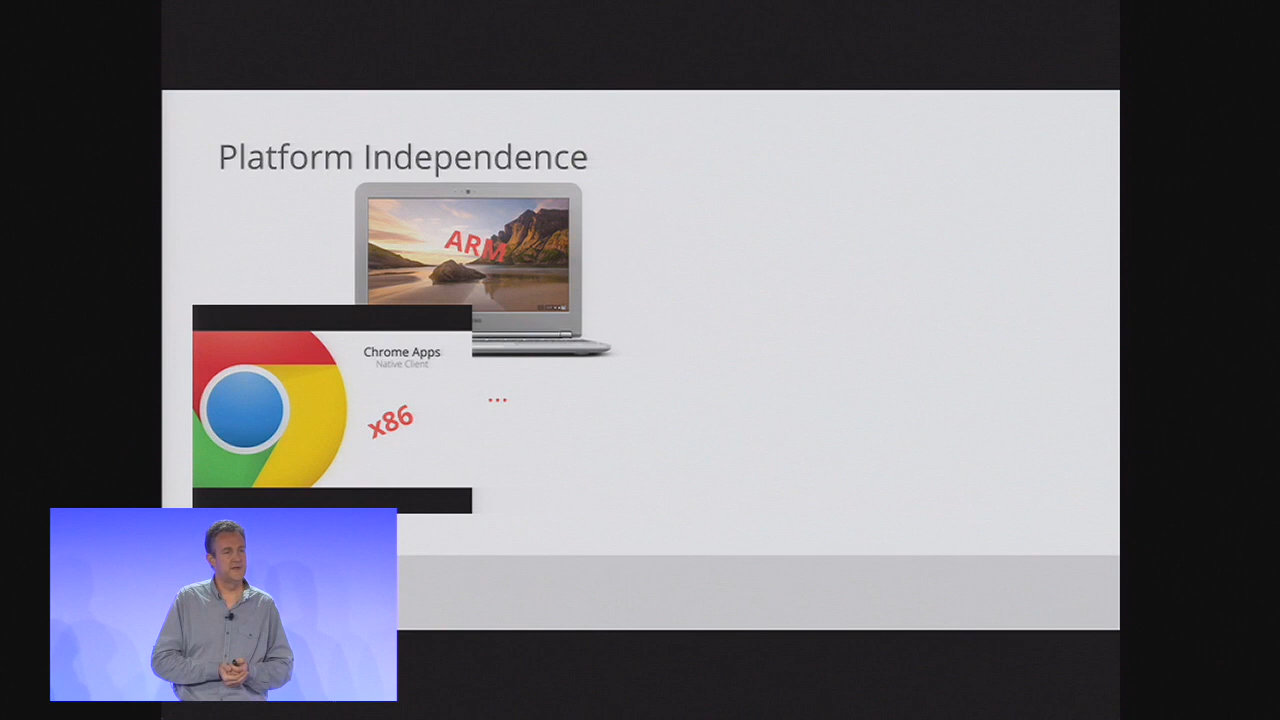 Platform Independence
ARM
Chrome Apps
Native Client
x86
...